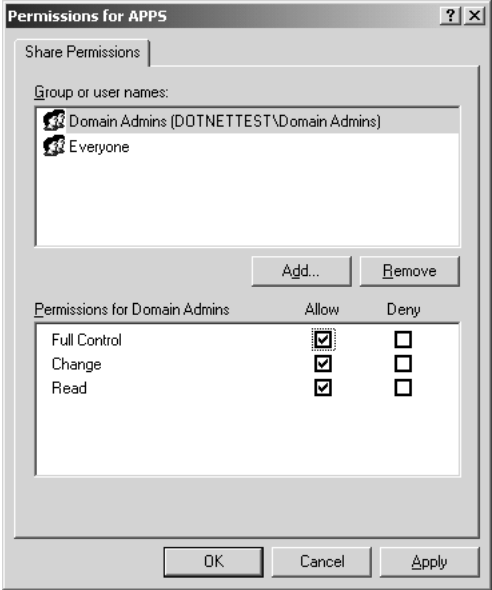 Permissions for APPS
Share Permissions
Group or user names:
Domain Admins (DOTNETTEST\Domain Admins)
Everyone
Add... Remove
Permissions for Domain Admins Allow Deny
Full Control
Change
Read
OK Cancel Apply